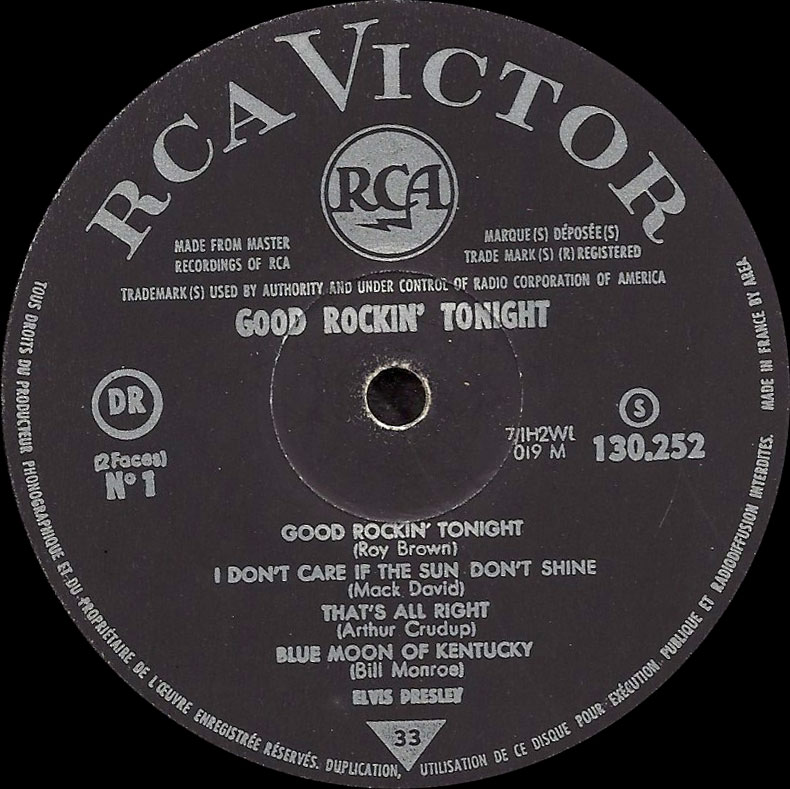 RCA VICTOR
RCA
MADE FROM MASTER
RECORDINGS OF RCA
MARQUE(S) DÉPOSÉE(S)
TRADE MARK(S) (R) REGISTERED
TRADEMARK(S) USED BY AUTHORITY AND UNDER CONTROL OF RADIO CORPORATION OF AMERICA
GOOD ROCKIN' TONIGHT
DR
(2 Faces)
N° 1
S
130.252
7/1H2WL
019 M
GOOD ROCKIN' TONIGHT
(Roy Brown)
I DON'T CARE IF THE SUN DON'T SHINE
(Mack David)
THAT'S ALL RIGHT
(Arthur Crudup)
BLUE MOON OF KENTUCKY
(Bill Monroe)
ELVIS PRESLEY
33
TOUS DROITS DU PRODUCTEUR PHONOGRAPHIQUE ET DU PROPRIÉTAIRE DE L'ŒUVRE ENREGISTRÉE RÉSERVÉS. DUPLICATION, UTILISATION DE CE DISQUE POUR EXÉCUTION PUBLIQUE ET RADIODIFFUSION INTERDITES. MADE IN FRANCE BY AREA